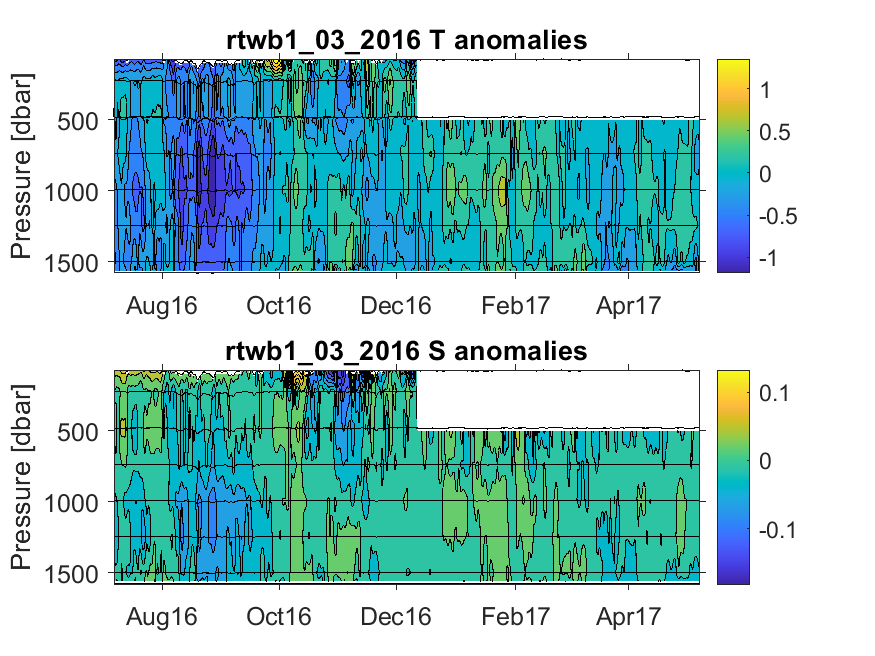 rtwb1_03_2016 T anomalies
Pressure [dbar]
500
1000
1500
Aug16 Oct16 Dec16 Feb17 Apr17
1
0.5
0
-0.5
-1
rtwb1_03_2016 S anomalies
Pressure [dbar]
500
1000
1500
Aug16 Oct16 Dec16 Feb17 Apr17
0.1
0
-0.1